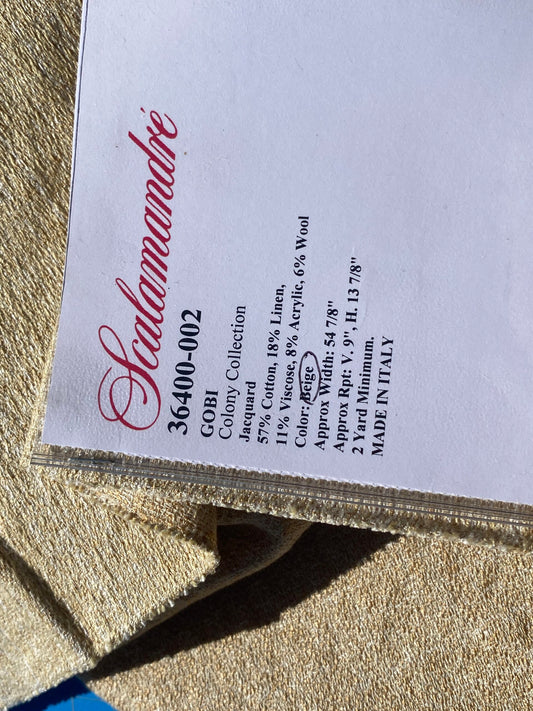 Scalamandré
36400-002
GOBI
Colony Collection
Jacquard
57% Cotton, 18% Linen,
11% Viscose, 8% Acrylic, 6% Wool
Color: Beige
Approx Width: 54 7/8"
Approx Rpt: V. 9", H. 13 7/8"
2 Yard Minimum.
MADE IN ITALY